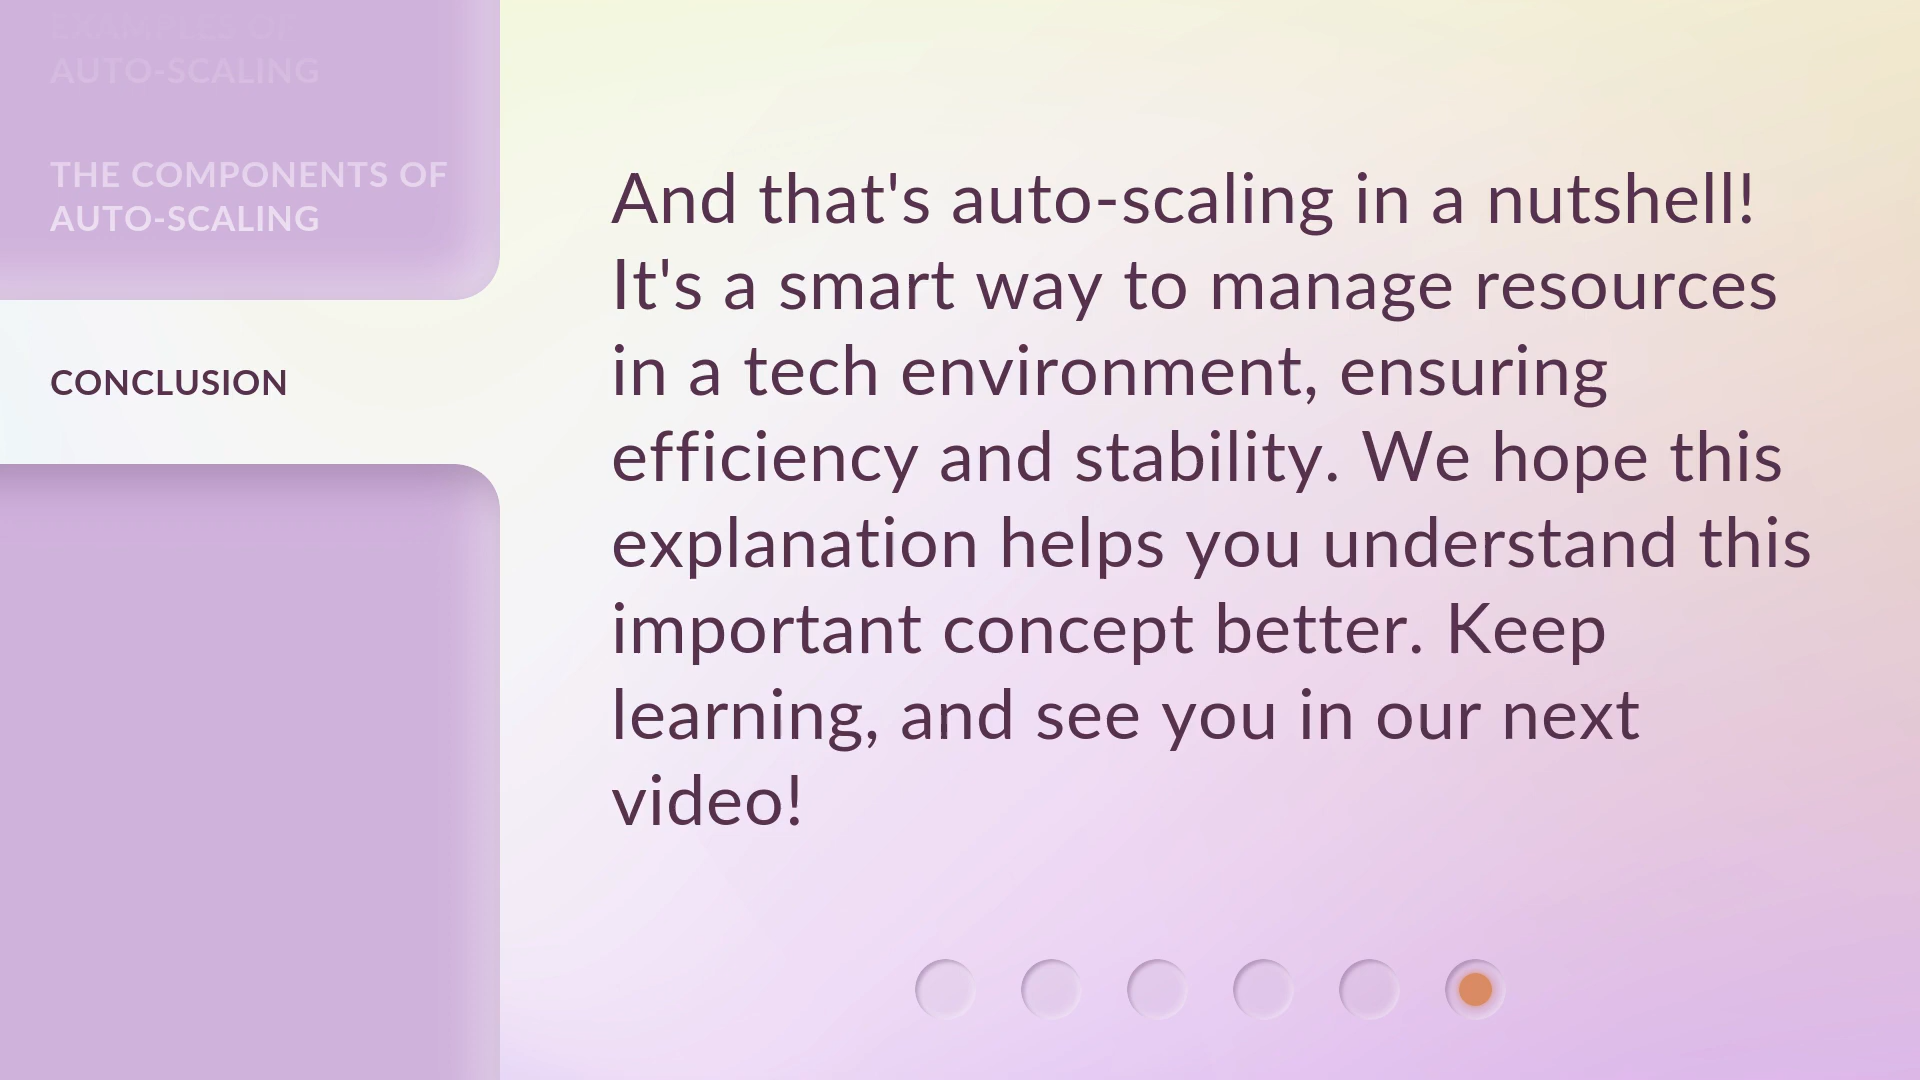 EXAMPLES OF
AUTO-SCALING
THE COMPONENTS OF
AUTO-SCALING
CONCLUSION
And that's auto-scaling in a nutshell!
It's a smart way to manage resources
in a tech environment, ensuring
efficiency and stability. We hope this
explanation helps you understand this
important concept better. Keep
learning, and see you in our next
video!